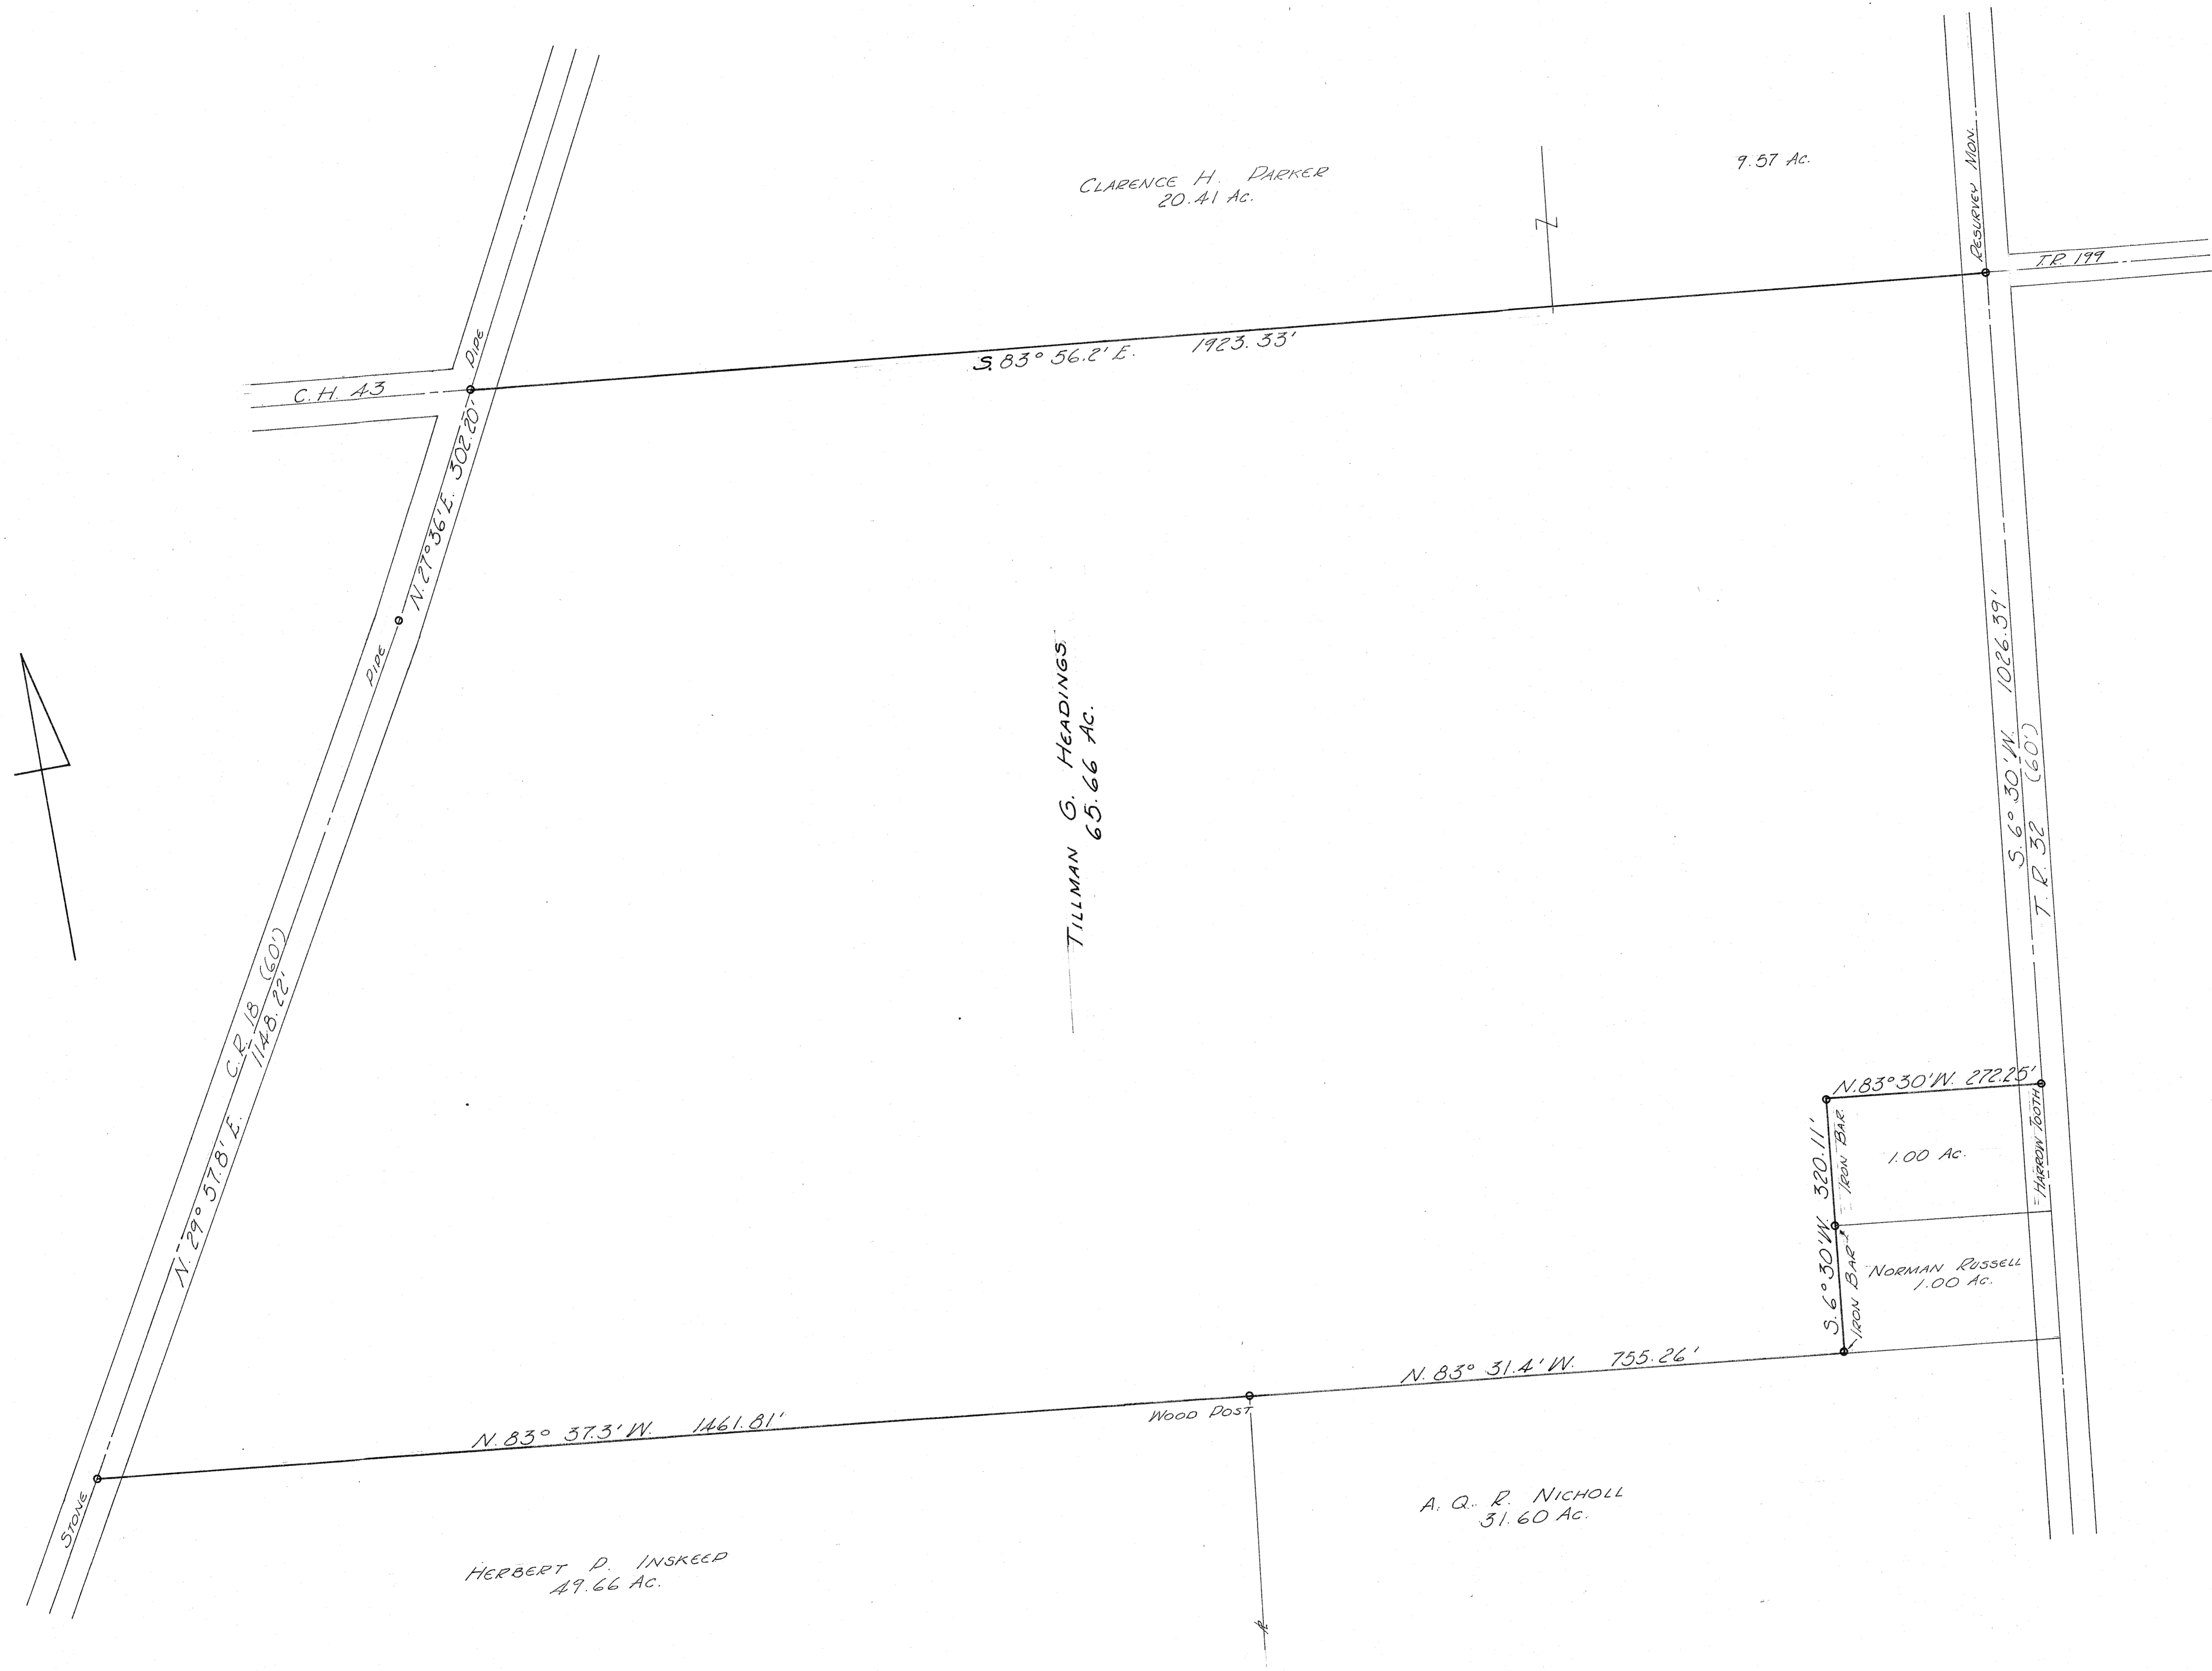 CLARENCE H. PARKER
20.41 AC.
9.57 AC.
RESURVEY MON.
T.R. 199
PIPE
C.H. 43
S. 83° 56.2' E. 1923.33'
N. 27° 36' E. 302.20'
PIPE
TILLMAN G. HEADINGS
65.66 AC.
S. 6° 30' W. 1026.39'
T. R. 32 (60')
C.R. 18 (60')
N. 29° 57.8' E. 1148.22'
N. 83° 30' W. 272.25'
HARROW TOOTH
S. 6° 30' W. 320.11'
IRON BAR
1.00 AC.
IRON BAR
NORMAN RUSSELL
1.00 AC.
N. 83° 31.4' W. 755.26'
WOOD POST
N. 83° 37.3' W. 1461.81'
STONE
A. Q. R. NICHOLL
31.60 AC.
HERBERT P. INSKEEP
49.66 AC.